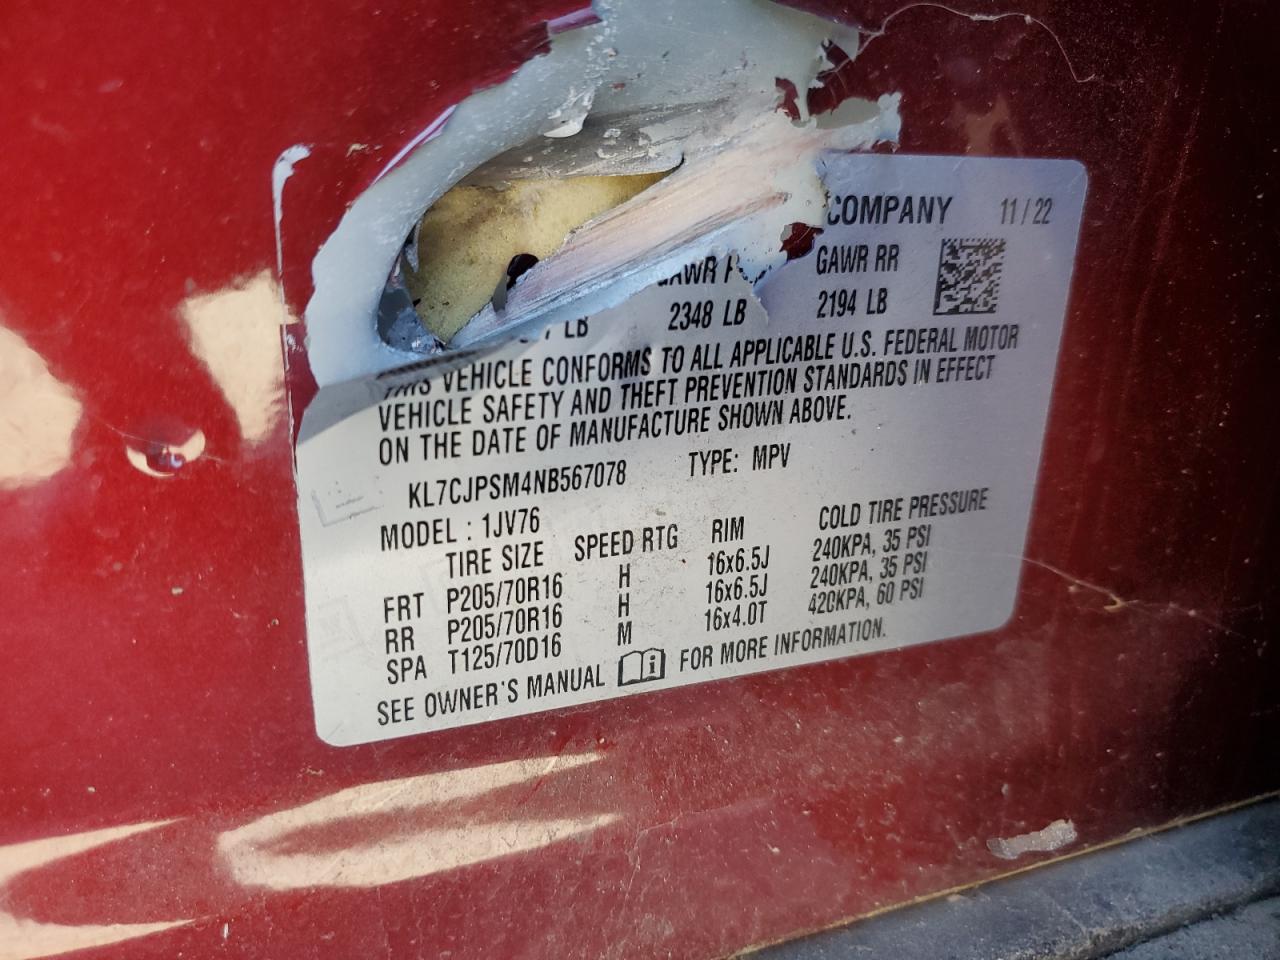 COMPANY 11/22
GAWR RR
2348 LB 2194 LB
THIS VEHICLE CONFORMS TO ALL APPLICABLE U.S. FEDERAL MOTOR
VEHICLE SAFETY AND THEFT PREVENTION STANDARDS IN EFFECT
ON THE DATE OF MANUFACTURE SHOWN ABOVE.
KL7CJPSM4NB567078 TYPE: MPV
MODEL : 1JV76
TIRE SIZE SPEED RTG RIM COLD TIRE PRESSURE
FRT P205/70R16 H 16x6.5J 240KPA, 35 PSI
RR P205/70R16 H 16x6.5J 240KPA, 35 PSI
SPA T125/70D16 M 16x4.0T 420KPA, 60 PSI
SEE OWNER'S MANUAL FOR MORE INFORMATION.